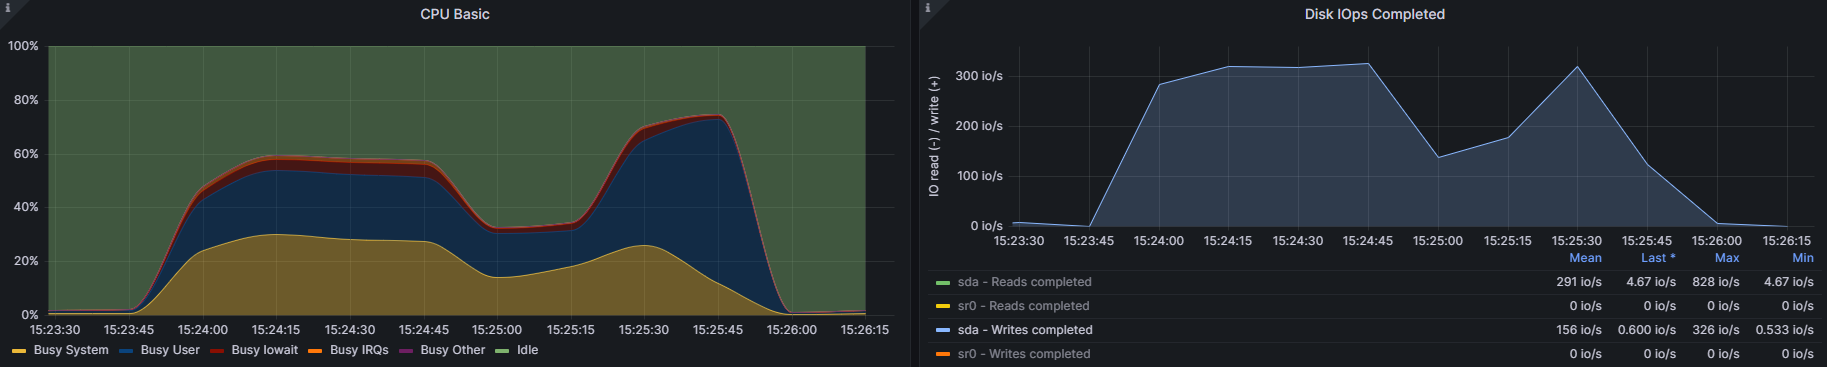 CPU Basic
100%
80%
60%
40%
20%
0%
15:23:30 15:23:45 15:24:00 15:24:15 15:24:30 15:24:45 15:25:00 15:25:15 15:25:30 15:25:45 15:26:00 15:26:15
Busy System Busy User Busy Iowait Busy IRQs Busy Other Idle
Disk IOps Completed
IO read (-) / write (+)
300 io/s
200 io/s
100 io/s
0 io/s
15:23:30 15:23:45 15:24:00 15:24:15 15:24:30 15:24:45 15:25:00 15:25:15 15:25:30 15:25:45 15:26:00 15:26:15
Mean Last * Max Min
sda - Reads completed 291 io/s 4.67 io/s 828 io/s 4.67 io/s
sr0 - Reads completed 0 io/s 0 io/s 0 io/s 0 io/s
sda - Writes completed 156 io/s 0.600 io/s 326 io/s 0.533 io/s
sr0 - Writes completed 0 io/s 0 io/s 0 io/s 0 io/s